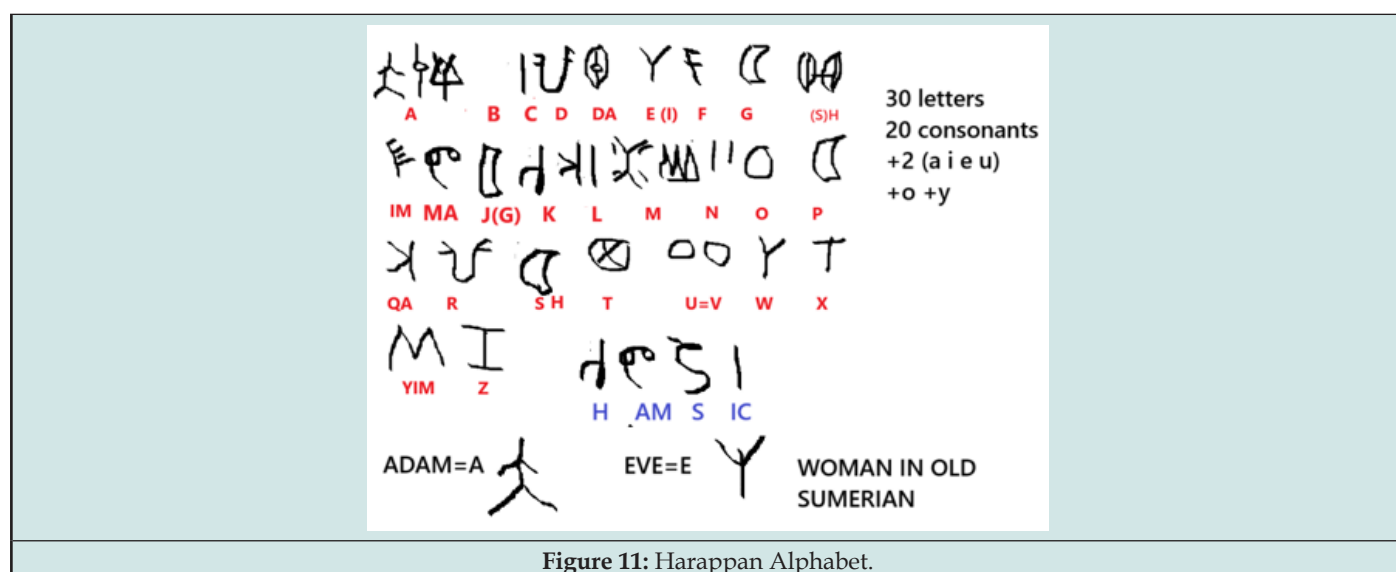 A B C D DA E (I) F G (S)H
30 letters
20 consonants
+2 (a i e u)
+o +y
IM MA J(G) K L M N O P
QA R S H T U=V W X
YIM Z
H AM S IC
ADAM=A EVE=E WOMAN IN OLD
SUMERIAN
Figure 11: Harappan Alphabet.